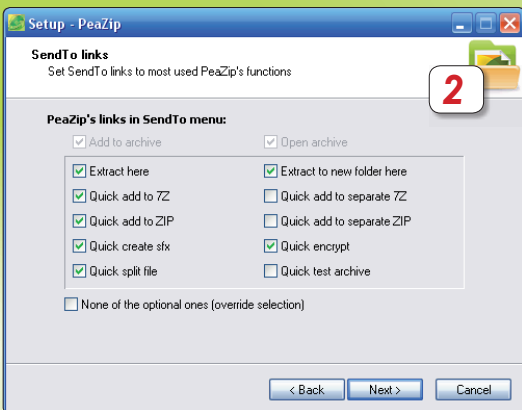 Setup - PeaZip
SendTo links
Set SendTo links to most used PeaZip's functions
2
PeaZip's links in SendTo menu:
Add to archive Open archive
Extract here Extract to new folder here
Quick add to 7Z Quick add to separate 7Z
Quick add to ZIP Quick add to separate ZIP
Quick create sfx Quick encrypt
Quick split file Quick test archive
None of the optional ones (override selection)
< Back Next > Cancel